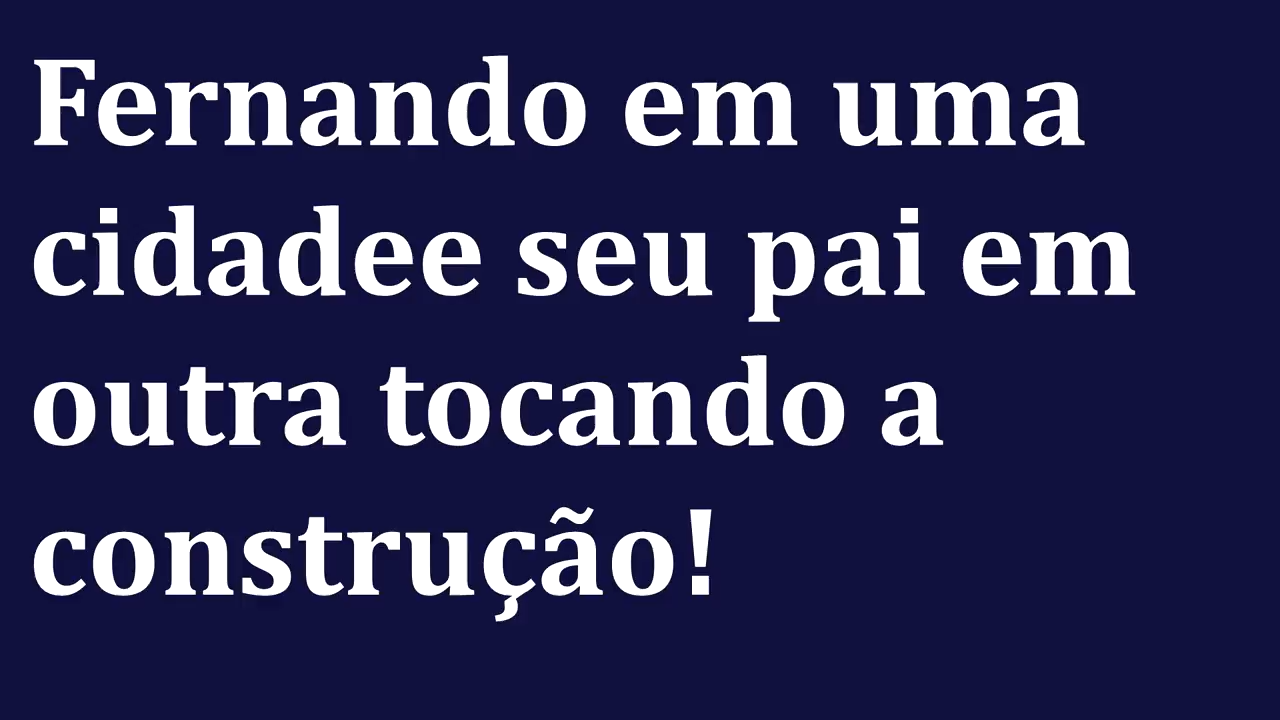 Fernando em uma
cidadee seu pai em
outra tocando a
construção!